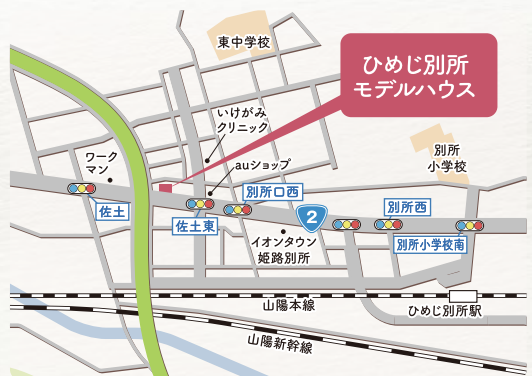 東中学校
ひめじ別所
モデルハウス
いけがみ
クリニック
別所
小学校
ワーク
マン
auショップ
別所口西
佐土
佐土東
2
別所西
イオンタウン
姫路別所
別所小学校南
山陽本線
ひめじ別所駅
山陽新幹線